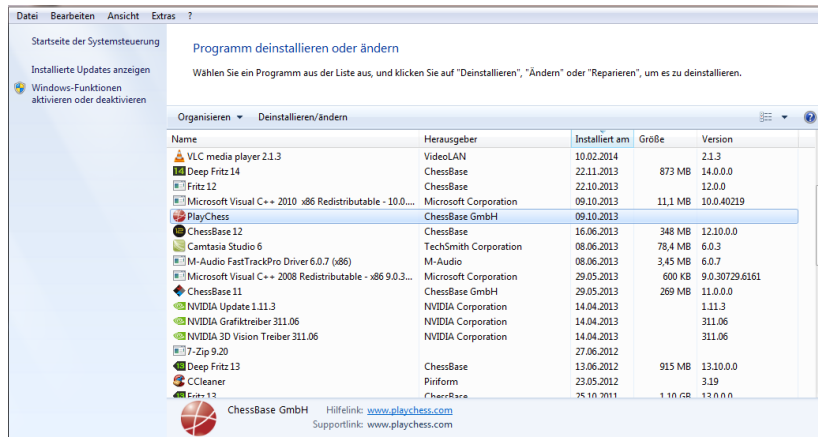 Datei Bearbeiten Ansicht Extras ?
Startseite der Systemsteuerung
Installierte Updates anzeigen
Windows-Funktionen
aktivieren oder deaktivieren
Programm deinstallieren oder ändern
Wählen Sie ein Programm aus der Liste aus, und klicken Sie auf "Deinstallieren", "Ändern" oder "Reparieren", um es zu deinstallieren.
Organisieren Deinstallieren/ändern
Name Herausgeber Installiert am Größe Version
VLC media player 2.1.3 VideoLAN 10.02.2014 2.1.3
Deep Fritz 14 ChessBase 22.11.2013 873 MB 14.0.0.0
Fritz 12 ChessBase 22.10.2013 12.0.0
Microsoft Visual C++ 2010 x86 Redistributable - 10.0.... Microsoft Corporation 09.10.2013 11,1 MB 10.0.40219
PlayChess ChessBase GmbH 09.10.2013
ChessBase 12 ChessBase 16.06.2013 348 MB 12.10.0.0
Camtasia Studio 6 TechSmith Corporation 08.06.2013 78,4 MB 6.0.3
M-Audio FastTrackPro Driver 6.0.7 (x86) M-Audio 08.06.2013 3,45 MB 6.0.7
Microsoft Visual C++ 2008 Redistributable - x86 9.0.3... Microsoft Corporation 29.05.2013 600 KB 9.0.30729.6161
ChessBase 11 ChessBase GmbH 29.05.2013 269 MB 11.0.0.0
NVIDIA Update 1.11.3 NVIDIA Corporation 14.04.2013 1.11.3
NVIDIA Grafiktreiber 311.06 NVIDIA Corporation 14.04.2013 311.06
NVIDIA 3D Vision Treiber 311.06 NVIDIA Corporation 14.04.2013 311.06
7-Zip 9.20 27.06.2012
Deep Fritz 13 ChessBase 13.06.2012 915 MB 13.10.0.0
CCleaner Piriform 23.05.2012 3.19
Fritz 13 ChessBase 25.10.2011 1,10 GB 13.0.0.0
ChessBase GmbH Hilfelink: www.playchess.com
Supportlink: www.playchess.com